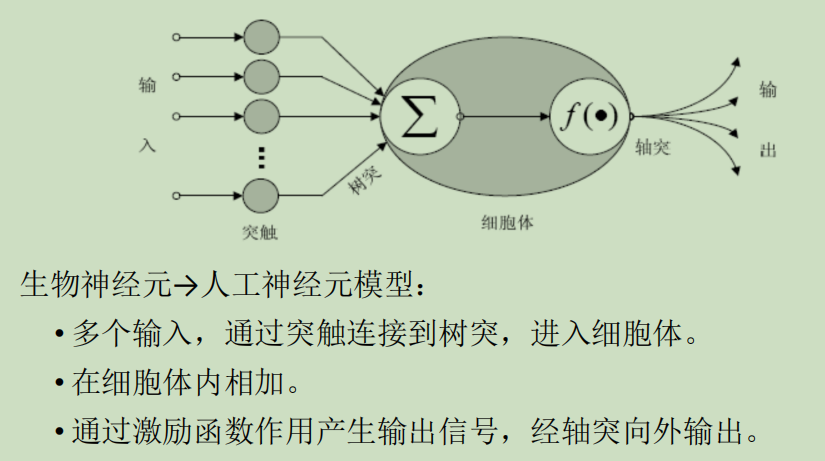 输
入
突触
树突
∑
f(•)
细胞体
轴突
输
出
生物神经元→人工神经元模型：
• 多个输入，通过突触连接到树突，进入细胞体。
• 在细胞体内相加。
• 通过激励函数作用产生输出信号，经轴突向外输出。